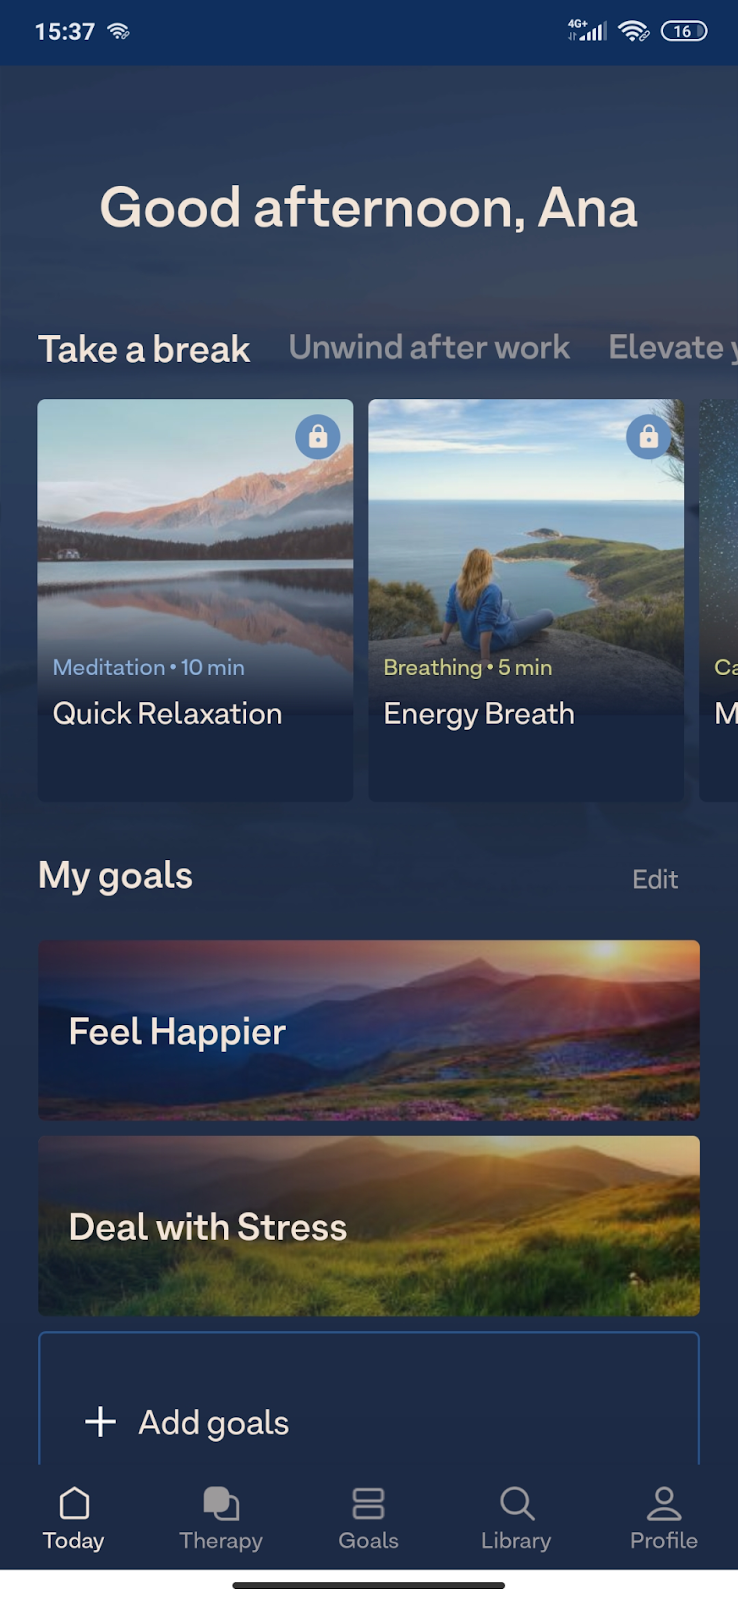 15:37
4G+
16
Good afternoon, Ana
Take a break Unwind after work Elevate
Meditation • 10 min
Quick Relaxation
Breathing • 5 min
Energy Breath
My goals
Edit
Feel Happier
Deal with Stress
+ Add goals
Today Therapy Goals Library Profile